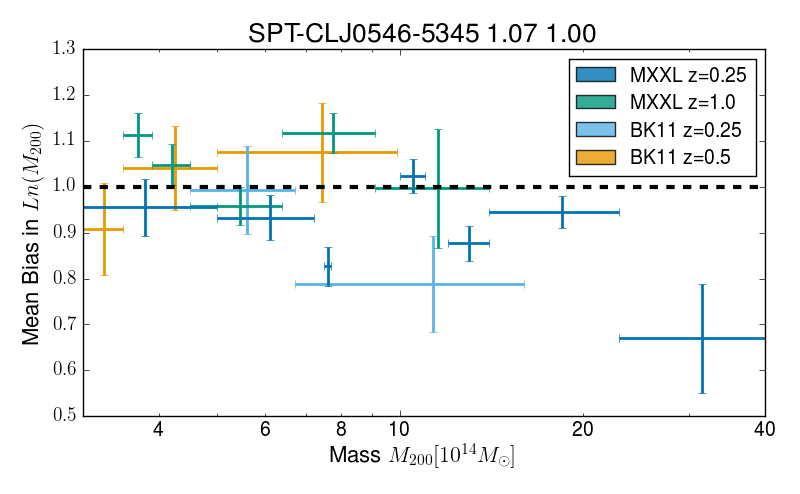 SPT-CLJ0546-5345 1.07 1.00
MXXL z=0.25
MXXL z=1.0
BK11 z=0.25
BK11 z=0.5
Mean Bias in Ln(M₂₀₀)
1.3
1.2
1.1
1.0
0.9
0.8
0.7
0.6
0.5
4 6 8 10 20 40
Mass M₂₀₀[10¹⁴M☉]